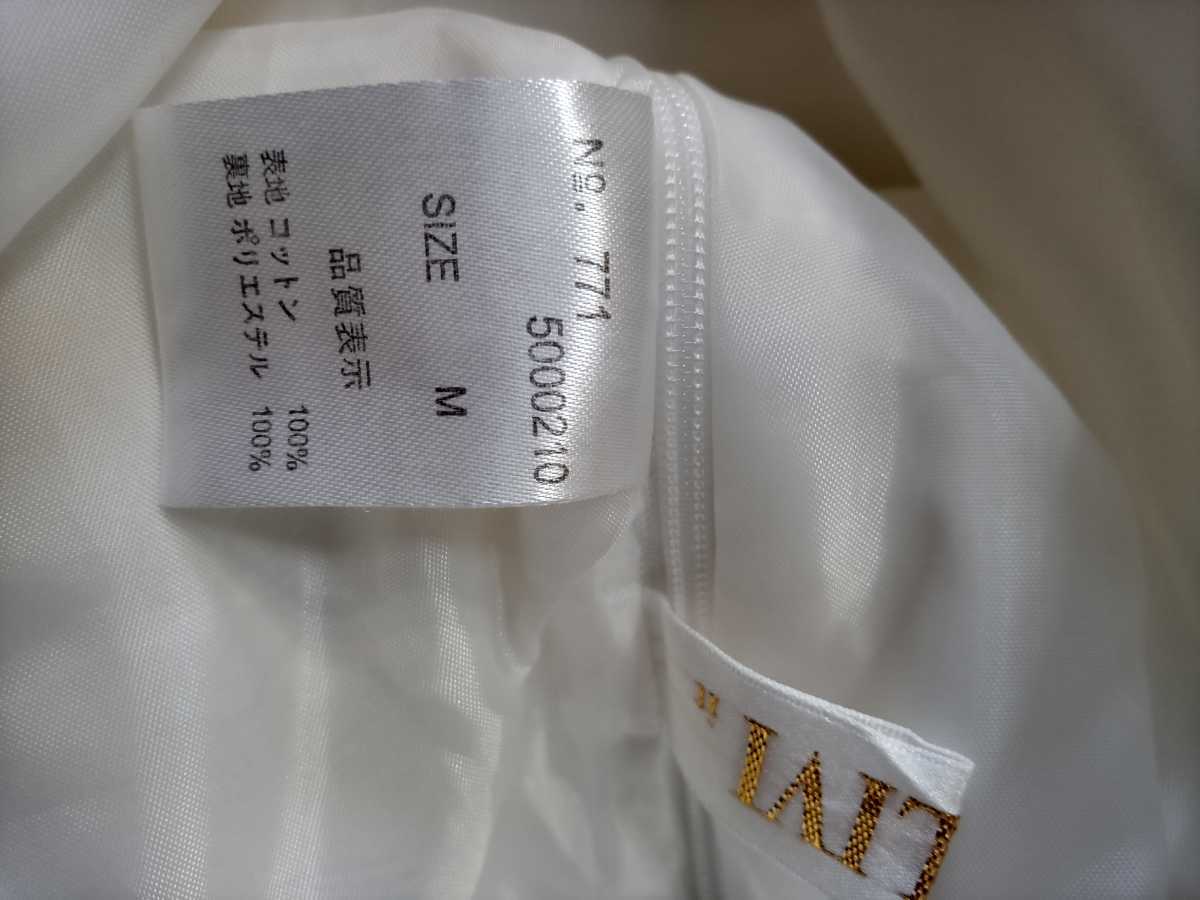 No. 771
5000210
SIZE M
品質表示
表地 コットン 100%
裏地 ポリエステル 100%